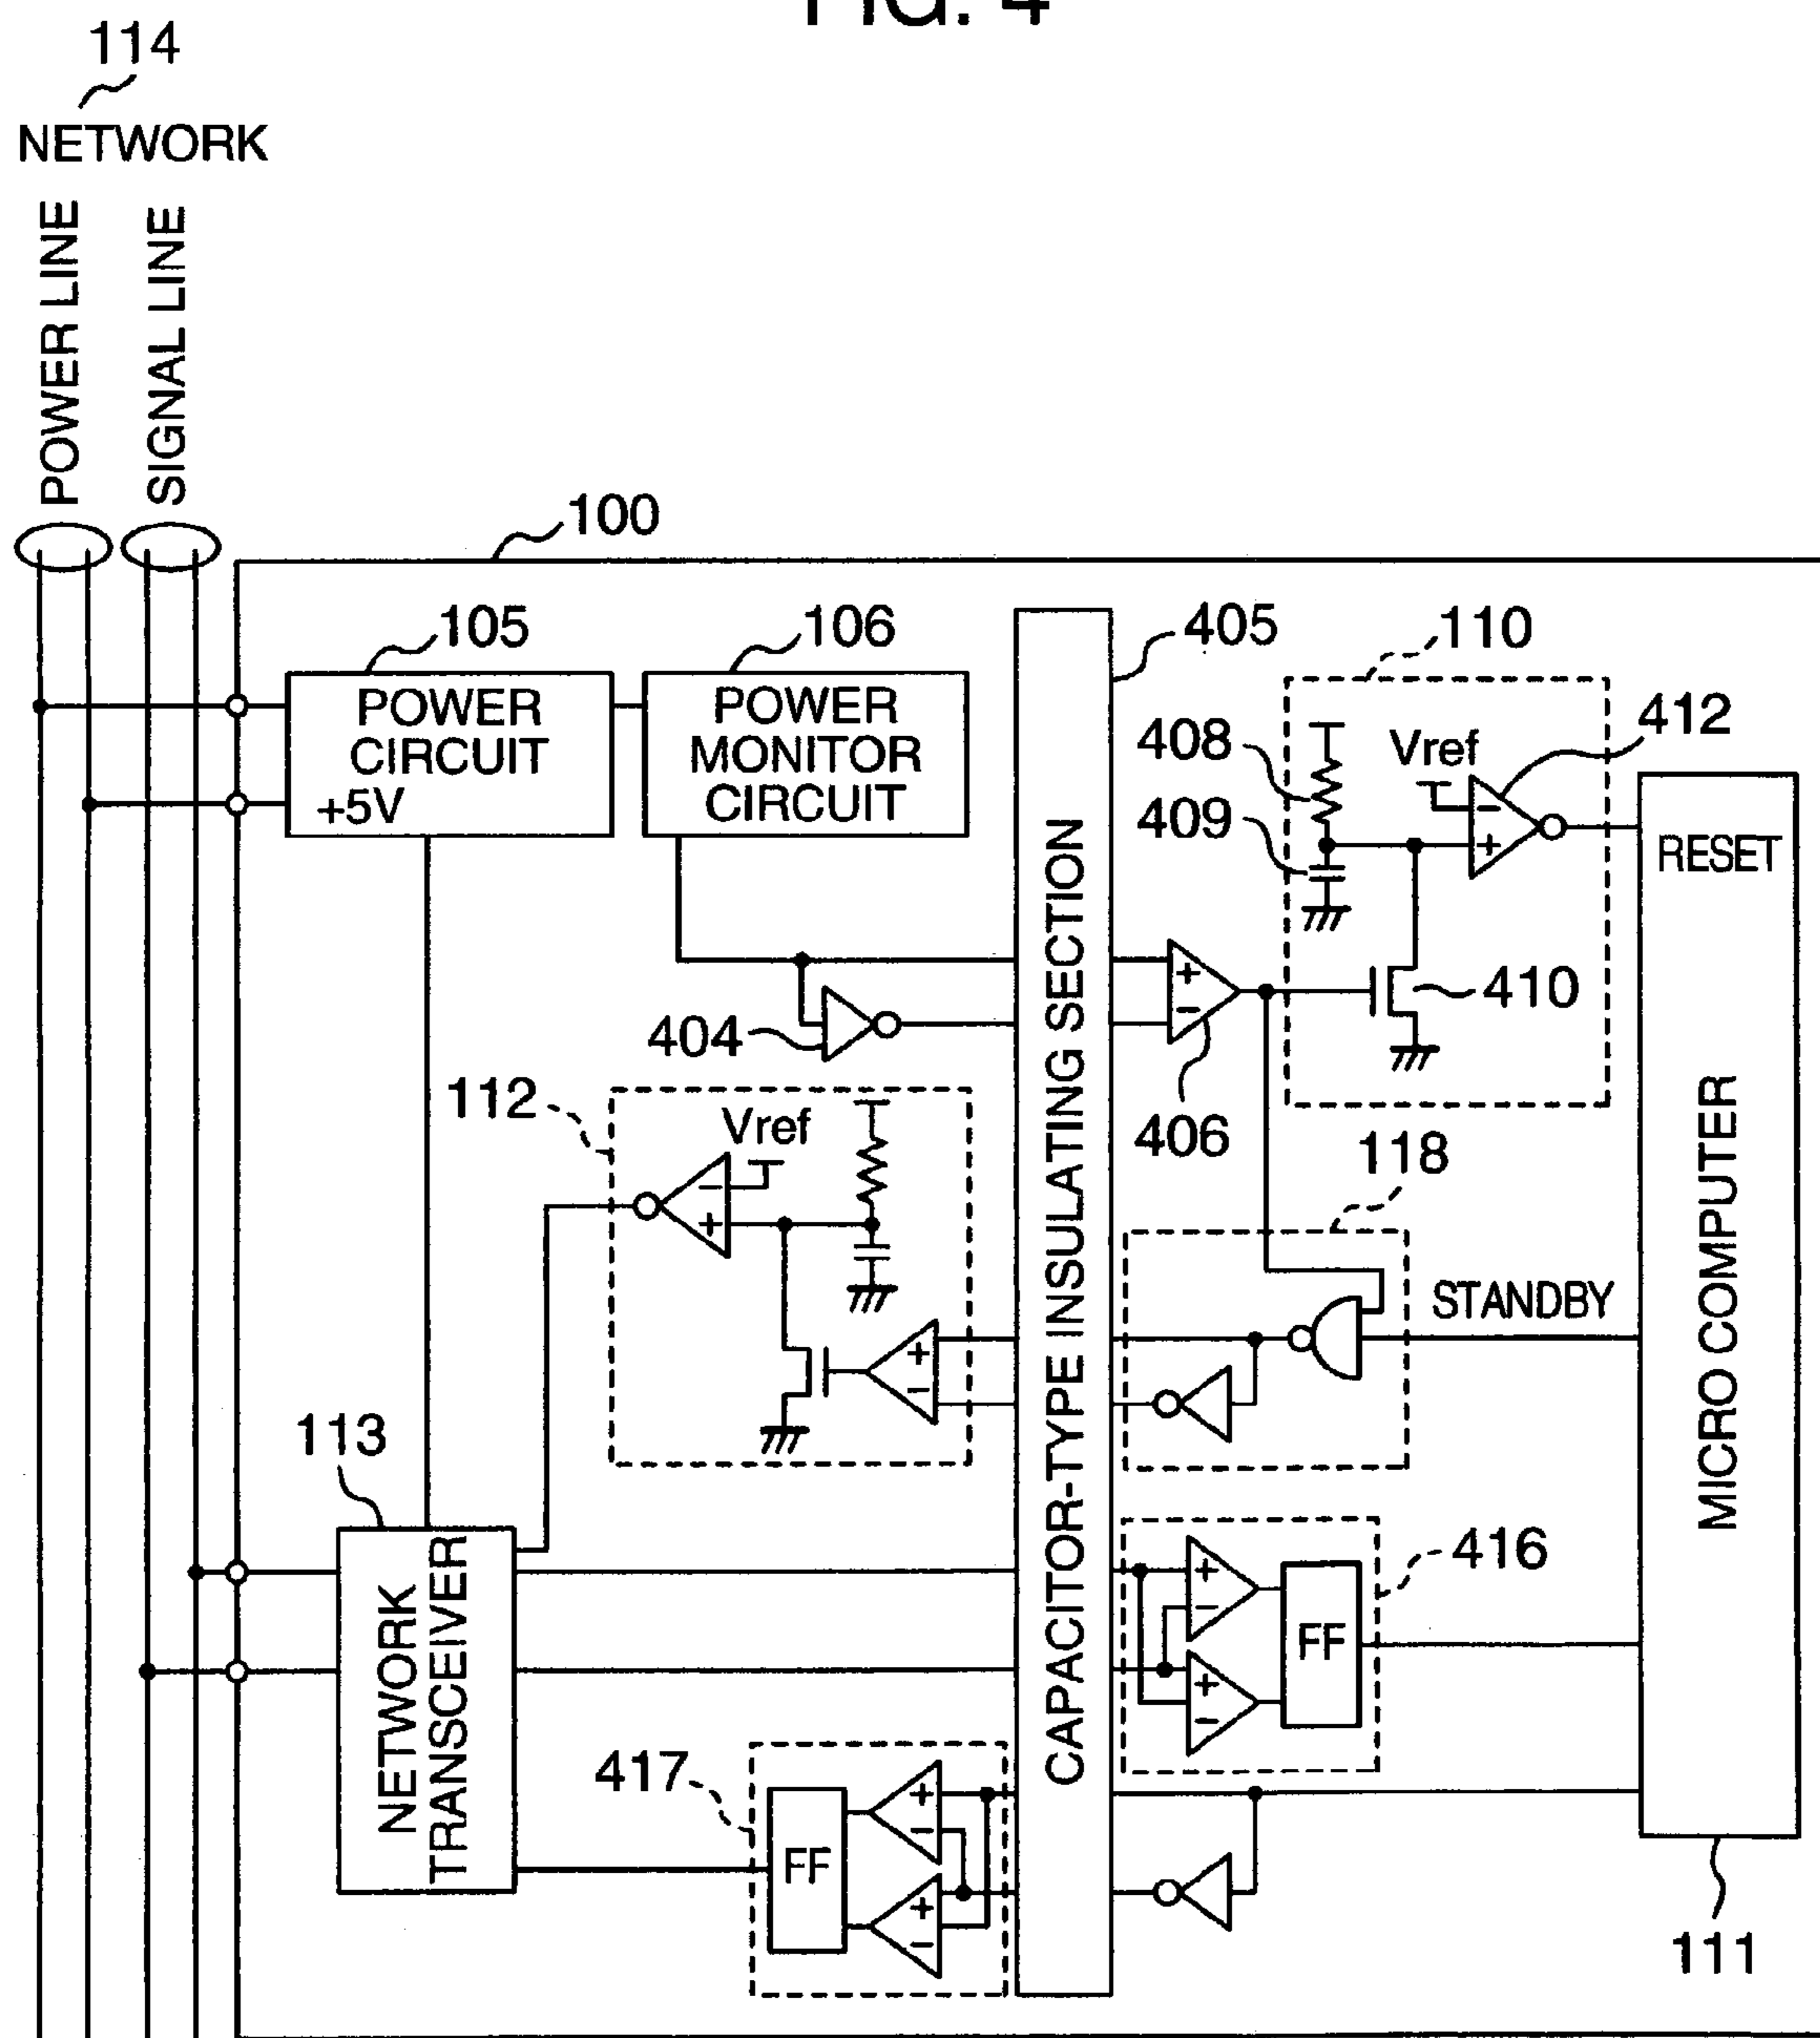 FIG. 4
114
NETWORK
POWER LINE
SIGNAL LINE
100
105
106
405
110
POWER
CIRCUIT
+5V
POWER
MONITOR
CIRCUIT
408
409
Vref
412
-
+
RESET
404
+
-
406
410
112
Vref
-
+
118
+
-
STANDBY
CAPACITOR-TYPE INSULATING SECTION
MICRO COMPUTER
113
NETWORK
TRANSCEIVER
+
-
+
-
FF
416
417
FF
+
-
+
-
111